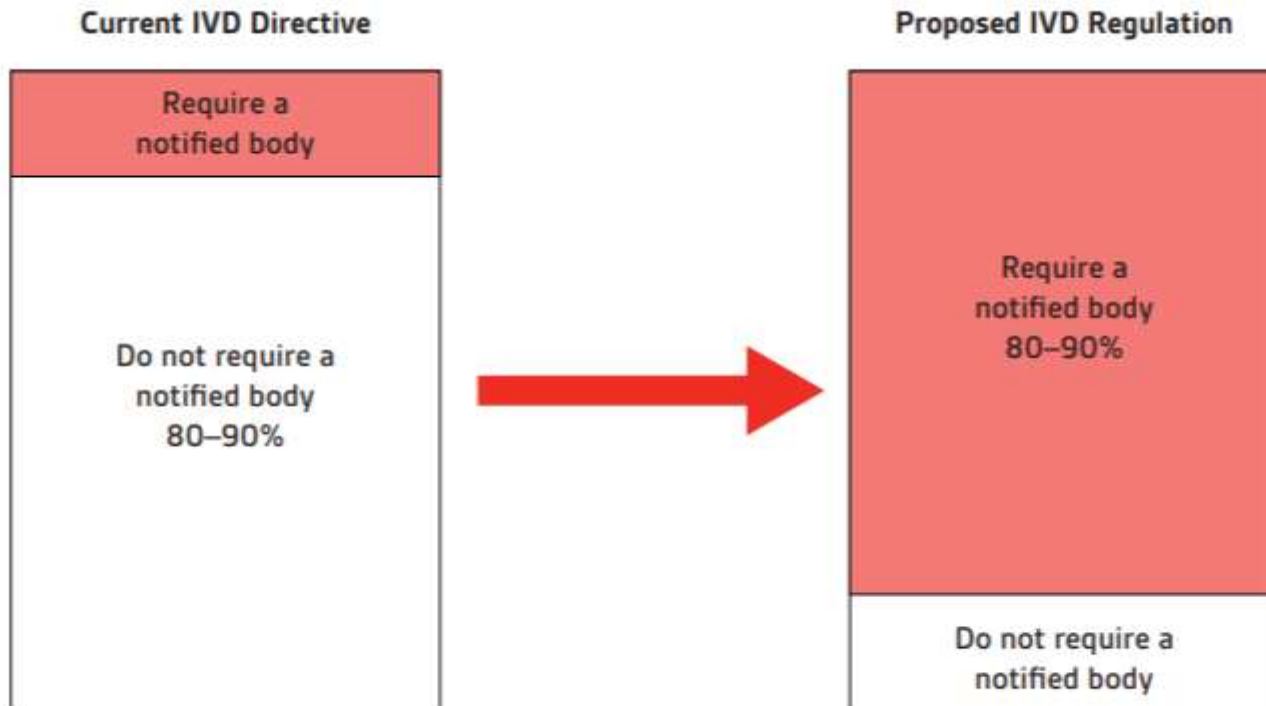 Current IVD Directive
Require a
notified body
Do not require a
notified body
80–90%
Proposed IVD Regulation
Require a
notified body
80–90%
Do not require a
notified body